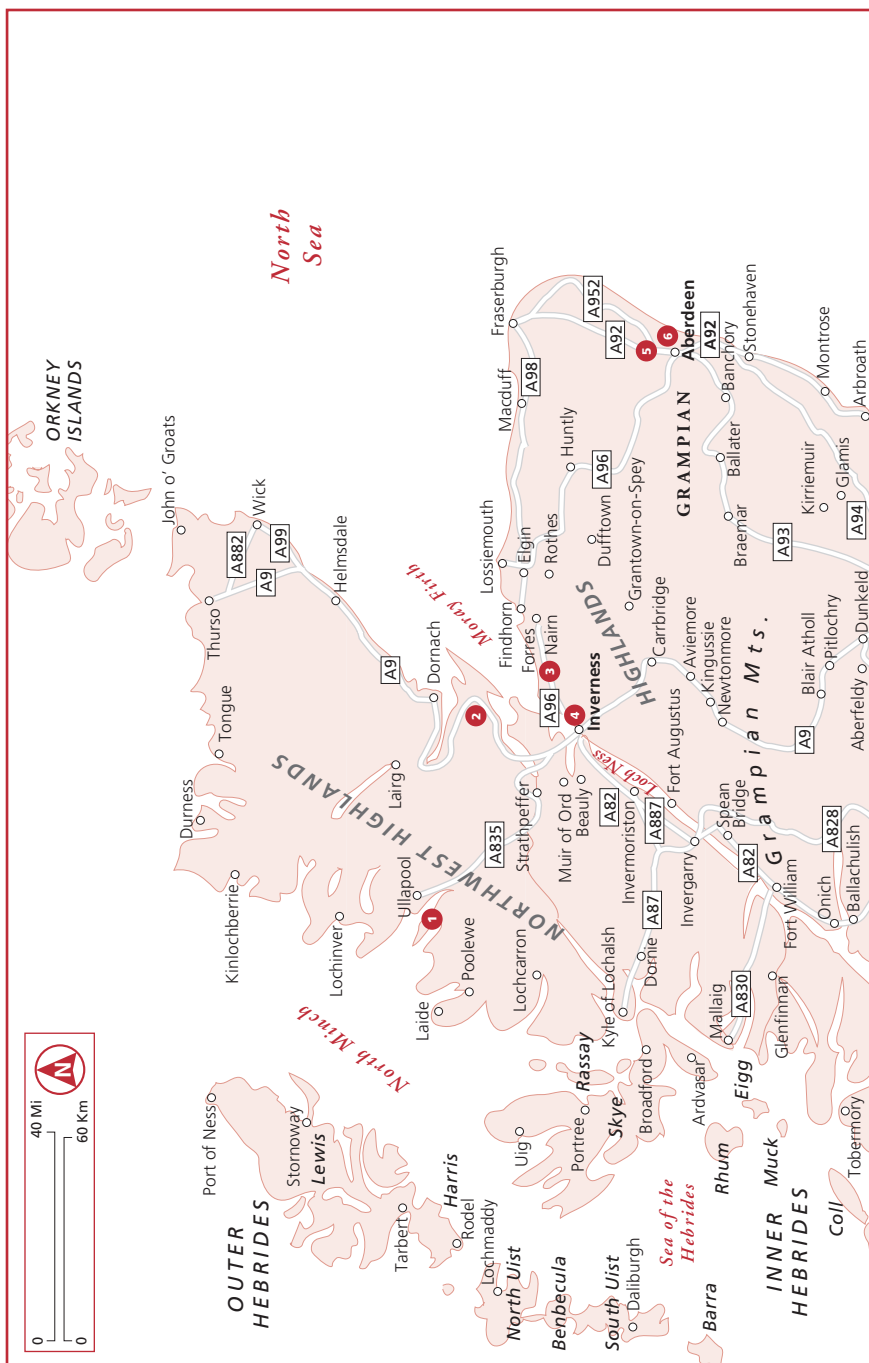 0
40 Mi
0
60 Km
N
ORKNEY
ISLANDS
North
Sea
John o’ Groats
Thurso
A882
Wick
A9
A99
Helmsdale
Tongue
Durness
Kinlochberrie
Lochinver
Lairg
A9
Dornach
NORTHWEST HIGHLANDS
Port of Ness
Stornoway
Lewis
OUTER
HEBRIDES
Tarbert
Harris
Rodel
North Minch
Ullapool
1
Laide
Poolewe
A835
2
Moray Firth
Lochmaddy
North Uist
Benbecula
South Uist
Daliburgh
Uig
Portree
Rassay
Skye
Broadford
Lochcarron
Strathpeffer
Muir of Ord
Beauly
Kyle of Lochalsh
Dornie
A87
Invermoriston
A887
A82
Loch Ness
Inverness
4
A96
3
Nairn
Forres
Findhorn
Elgin
Lossiemouth
Rothes
Macduff
A98
Fraserburgh
A952
A92
Huntly
A96
Dufftown
Grantown-on-Spey
HIGHLANDS
Carrbridge
Aviemore
Kingussie
Newtonmore
Fort Augustus
Invergarry
Spean
Bridge
A82
5
6
Aberdeen
GRAMPIAN
A92
Banchory
Stonehaven
Ballater
Braemar
A93
Montrose
Arbroath
Kirriemuir
Glamis
A94
Grampian Mts.
Blair Atholl
Pitlochry
A9
Dunkeld
Aberfeldy
A828
Fort William
Onich
Ballachulish
Glenfinnan
A830
Mallaig
Ardvasar
Eigg
Rhum
Muck
Sea of the
Hebrides
Barra
INNER
HEBRIDES
Coll
Tobermory